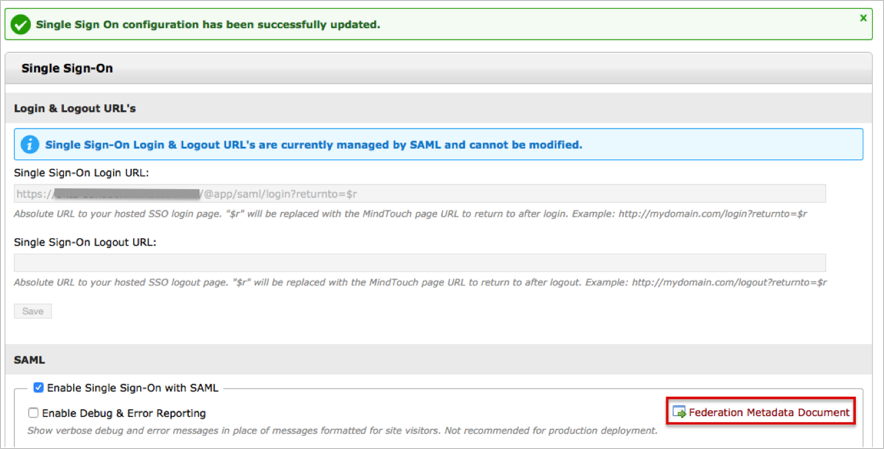 Single Sign On configuration has been successfully updated.
x
Single Sign-On
Login & Logout URL's
Single Sign-On Login & Logout URL's are currently managed by SAML and cannot be modified.
Single Sign-On Login URL:
https:// /@app/saml/login?returnto=$r
Absolute URL to your hosted SSO login page. "$r" will be replaced with the MindTouch page URL to return to after login. Example: http://mydomain.com/login?returnto=$r
Single Sign-On Logout URL:
Absolute URL to your hosted SSO logout page. "$r" will be replaced with the MindTouch page URL to return to after logout. Example: http://mydomain.com/logout?returnto=$r
Save
SAML
Enable Single Sign-On with SAML
Enable Debug & Error Reporting
Federation Metadata Document
Show verbose debug and error messages in place of messages formatted for site visitors. Not recommended for production deployment.